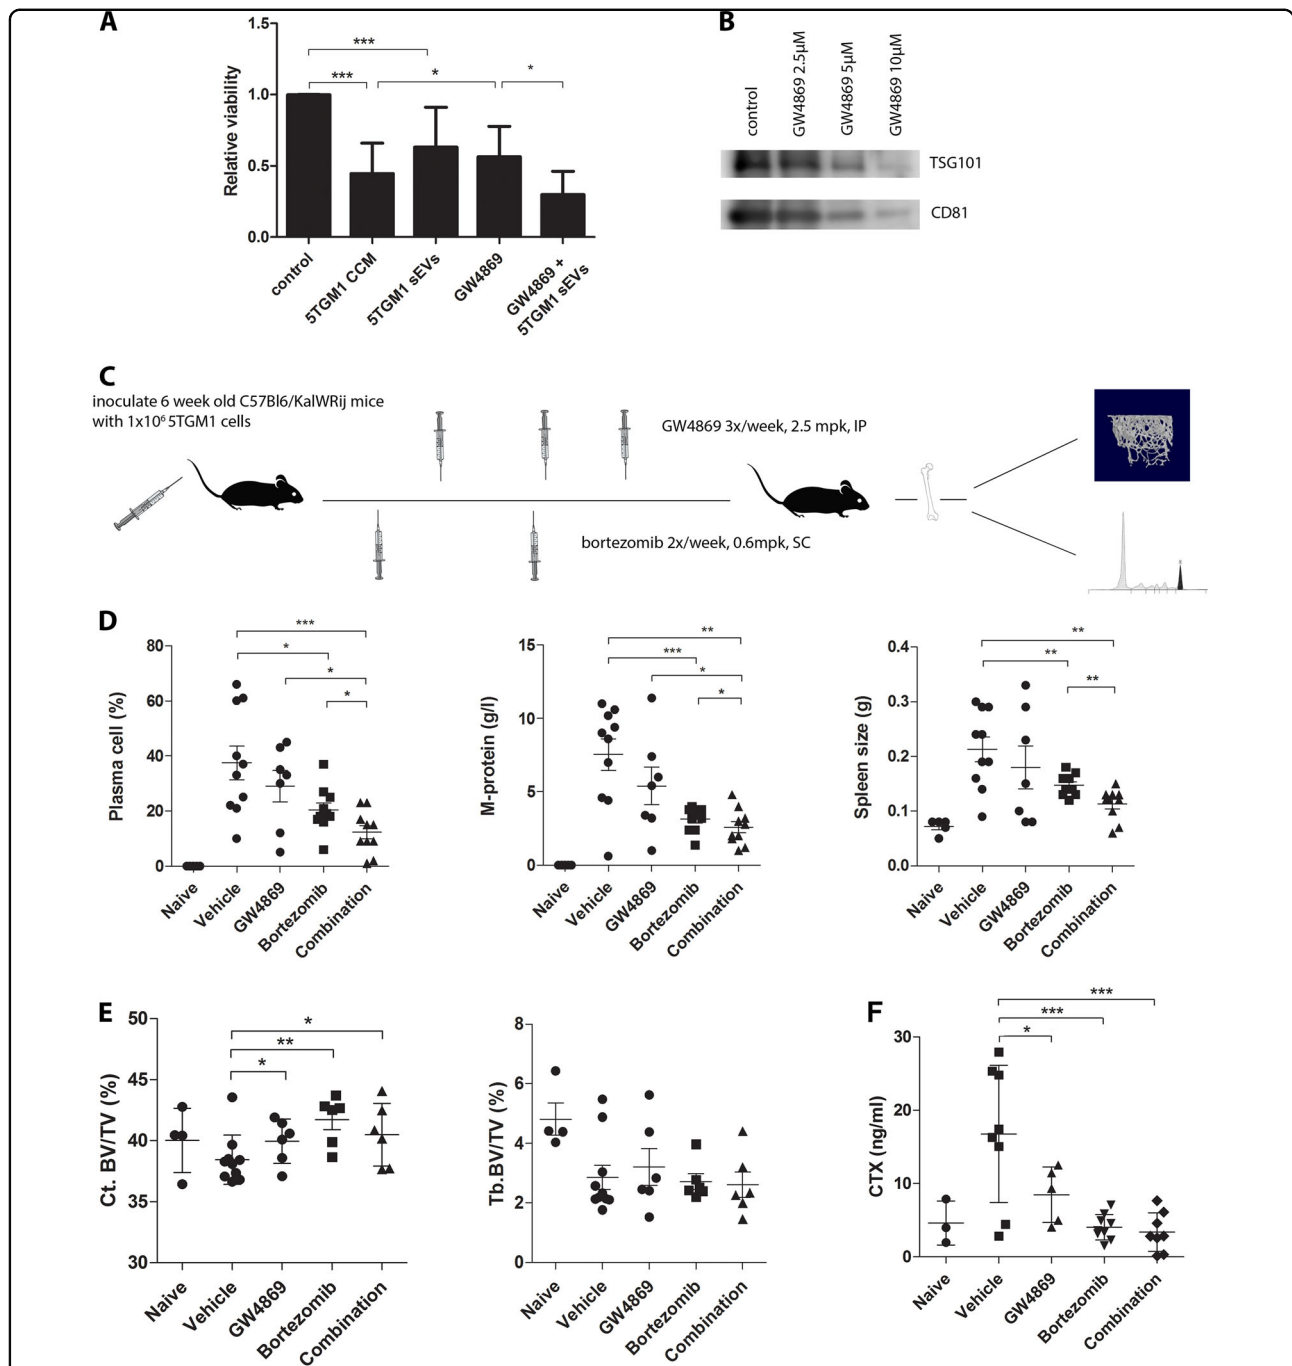 A
1.5
1.0
0.5
0.0
Relative viability
***
***
*
*
control
5TGM1 CCM
5TGM1 sEVs
GW4869
GW4869 +
5TGM1 sEVs
B
control
GW4869 2.5µM
GW4869 5µM
GW4869 10µM
TSG101
CD81
C
inoculate 6 week old C57Bl6/KalWRij mice
with 1x10⁶ 5TGM1 cells
GW4869 3x/week, 2.5 mpk, IP
bortezomib 2x/week, 0.6mpk, SC
D
80
60
40
20
0
Plasma cell (%)
***
*
*
*
Naive
Vehicle
GW4869
Bortezomib
Combination
15
10
5
0
M-protein (g/l)
**
***
*
*
Naive
Vehicle
GW4869
Bortezomib
Combination
0.4
0.3
0.2
0.1
0.0
Spleen size (g)
**
**
**
Naive
Vehicle
GW4869
Bortezomib
Combination
E
50
45
40
35
30
Ct. BV/TV (%)
*
**
*
Naive
Vehicle
GW4869
Bortezomib
Combination
8
6
4
2
0
Tb.BV/TV (%)
Naive
Vehicle
GW4869
Bortezomib
Combination
F
30
20
10
0
CTX (ng/ml)
***
***
*
Naive
Vehicle
GW4869
Bortezomib
Combination